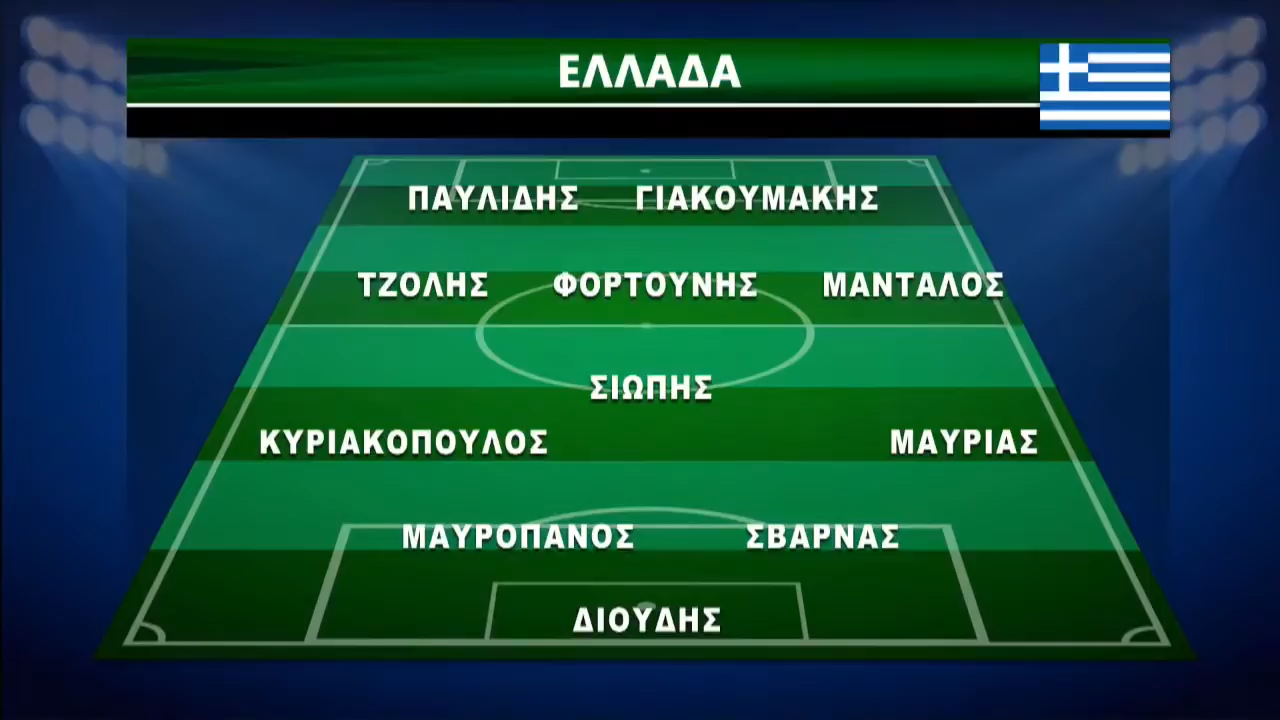 ΕΛΛΑΔΑ
ΠΑΥΛΙΔΗΣ ΓΙΑΚΟΥΜΑΚΗΣ
ΤΖΟΛΗΣ ΦΟΡΤΟΥΝΗΣ ΜΑΝΤΑΛΟΣ
ΣΙΩΠΗΣ
ΚΥΡΙΑΚΟΠΟΥΛΟΣ ΜΑΥΡΙΑΣ
ΜΑΥΡΟΠΑΝΟΣ ΣΒΑΡΝΑΣ
ΔΙΟΥΔΗΣ